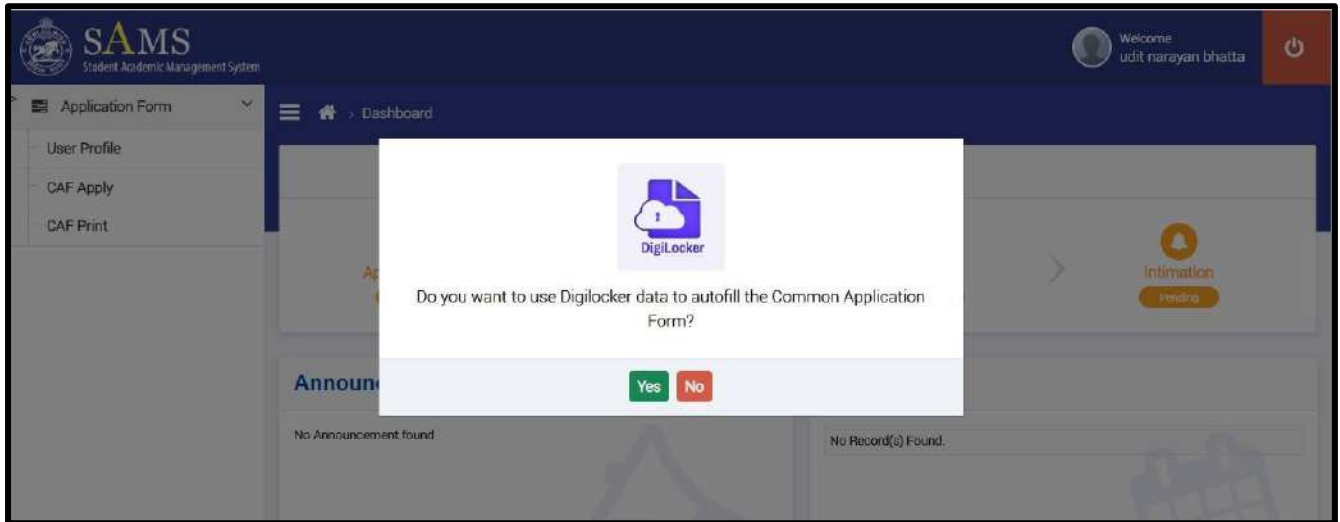 SAMS
Student Academic Management System
Welcome
udit narayan bhatta
Application Form
User Profile
CAF Apply
CAF Print
Dashboard
DigiLocker
Do you want to use Digilocker data to autofill the Common Application
Form?
Yes No
Intimation
Pending
No Announcement found
No Record(s) Found.